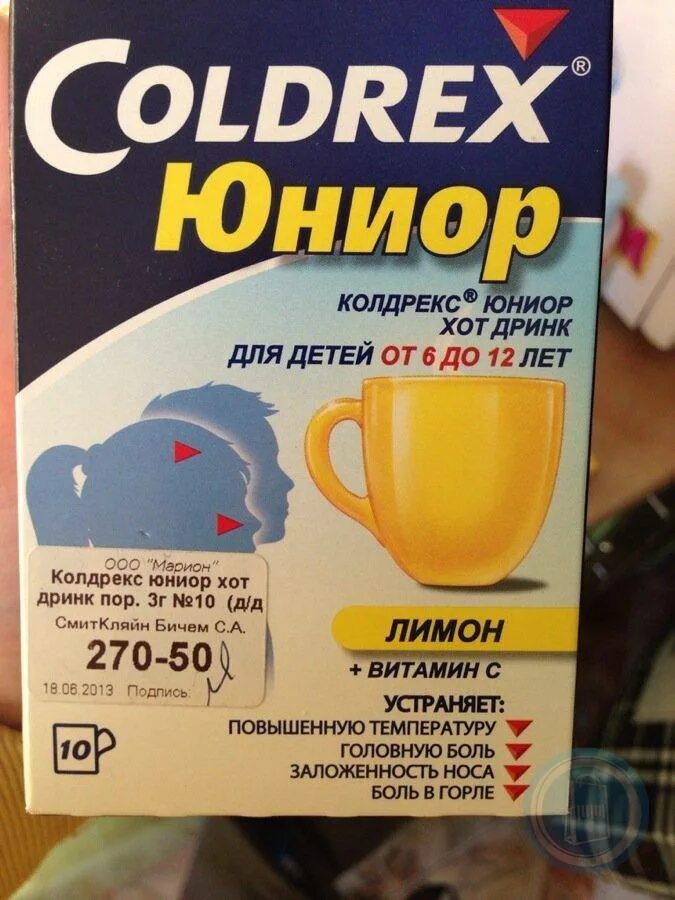 COLDREX®
Юниор
КОЛДРЕКС® ЮНИОР
ХОТ ДРИНК
ДЛЯ ДЕТЕЙ ОТ 6 ДО 12 ЛЕТ
ООО "Марион"
Колдрекс юниор хот
дринк пор. 3г №10 (д/д
СмитКляйн Бичем С.А.
270-50
18.06.2013 Подпись:
ЛИМОН
+ ВИТАМИН С
УСТРАНЯЕТ:
ПОВЫШЕННУЮ ТЕМПЕРАТУРУ
ГОЛОВНУЮ БОЛЬ
ЗАЛОЖЕННОСТЬ НОСА
БОЛЬ В ГОРЛЕ
10